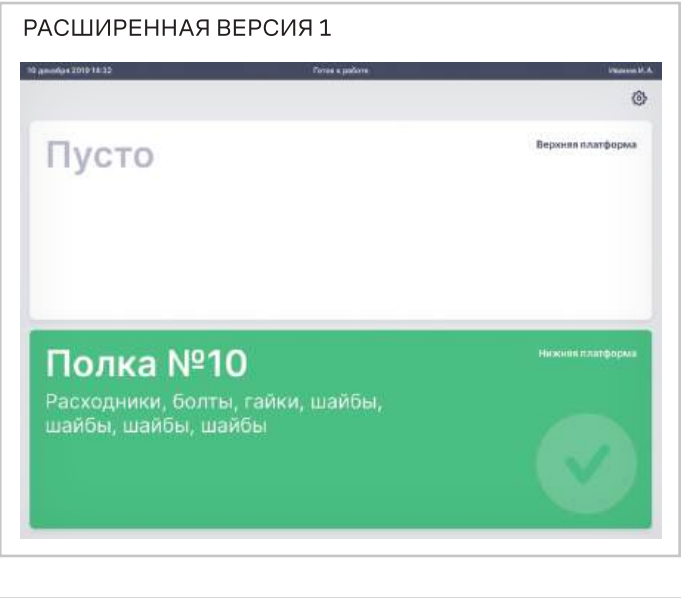 РАСШИРЕННАЯ ВЕРСИЯ 1
10 декабря 2019 14:32
Готов к работе
Иванов И.А.
Пусто
Верхняя платформа
Полка №10
Нижняя платформа
Расходники, болты, гайки, шайбы,
шайбы, шайбы, шайбы